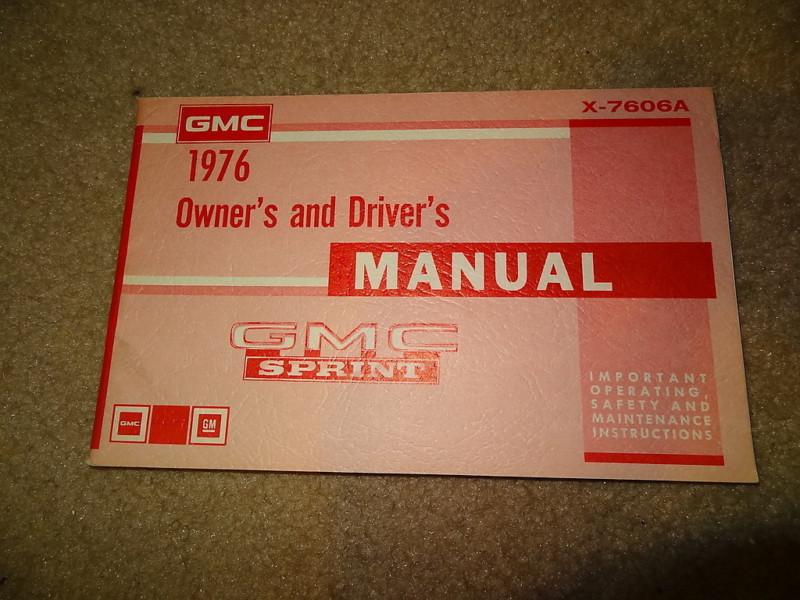 GMC
X-7606A
1976
Owner's and Driver's
MANUAL
GMC
SPRINT
IMPORTANT
OPERATING,
SAFETY AND
MAINTENANCE
INSTRUCTIONS
GMC
GM